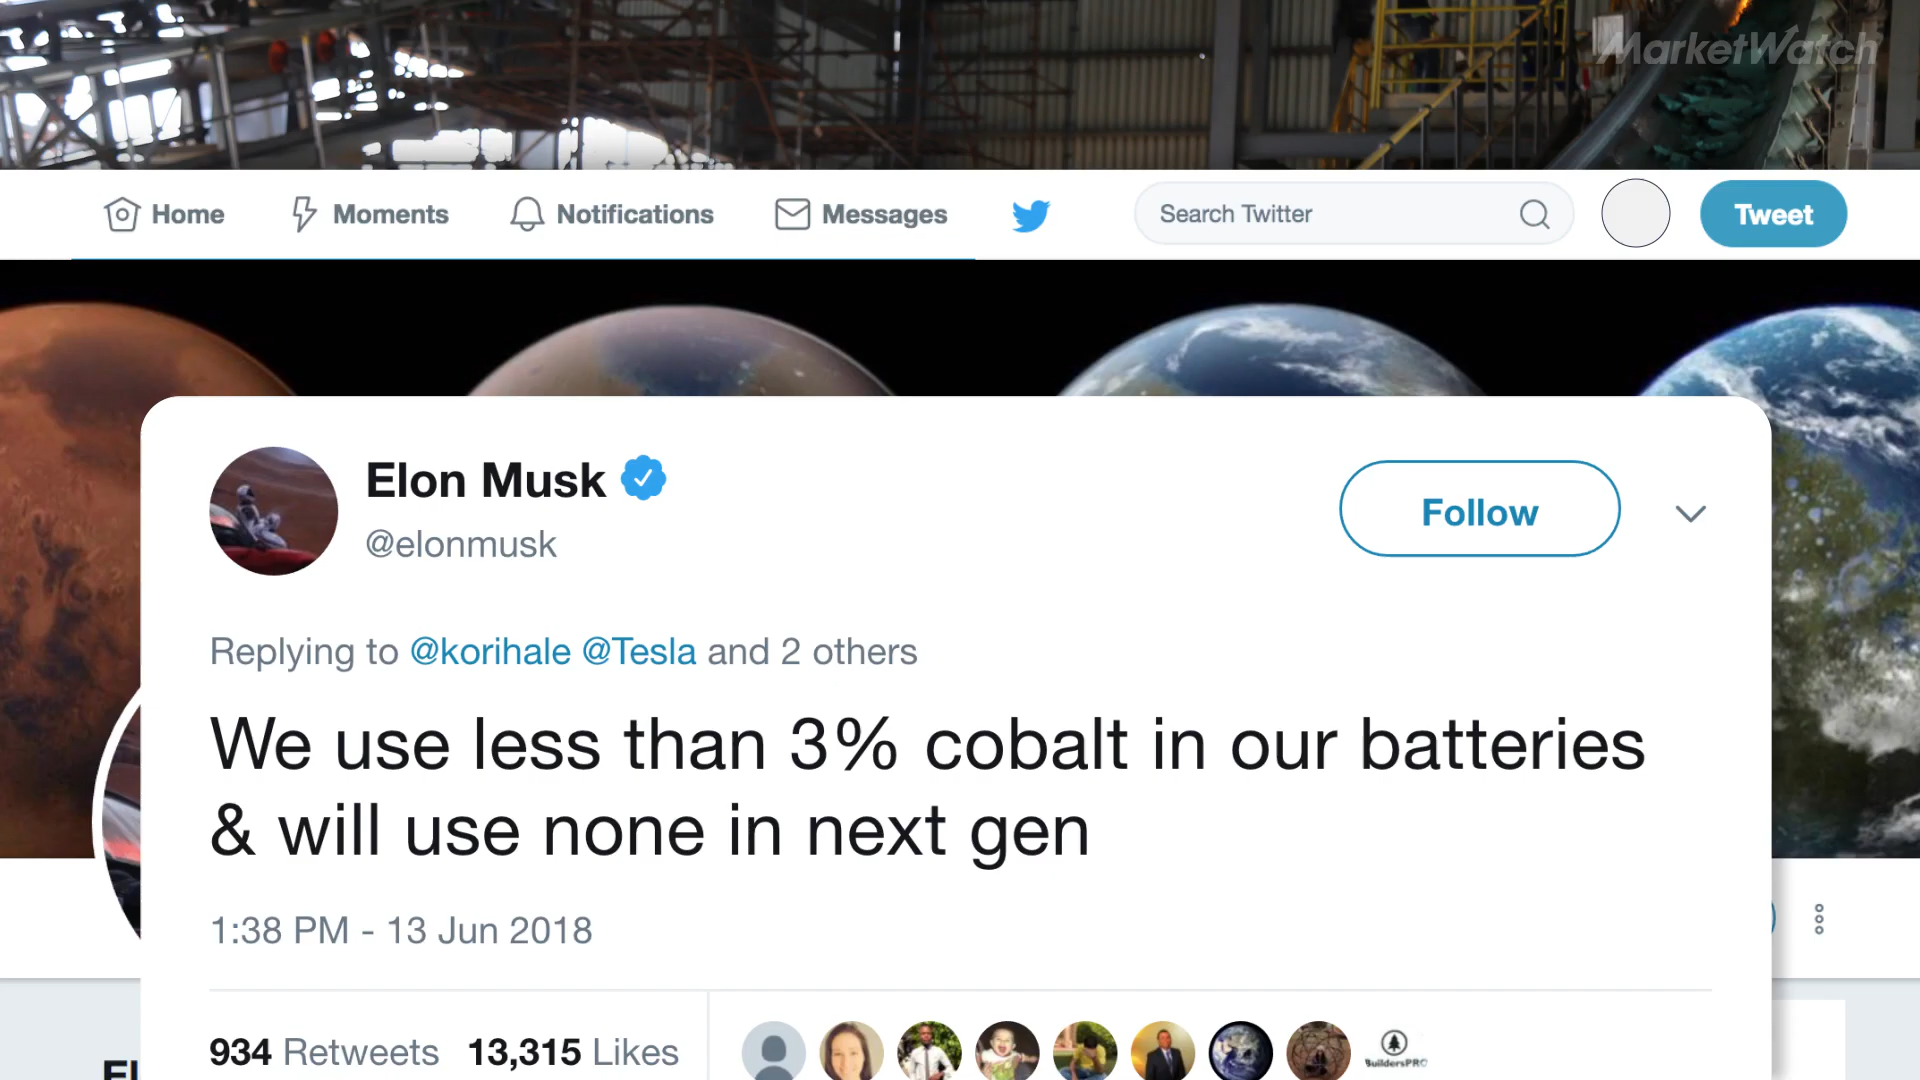 MarketWatch
Home Moments Notifications Messages Search Twitter Tweet
Elon Musk
@elonmusk
Follow
Replying to @korihale @Tesla and 2 others
We use less than 3% cobalt in our batteries
& will use none in next gen
1:38 PM - 13 Jun 2018
934 Retweets 13,315 Likes
BuildersPRO
El